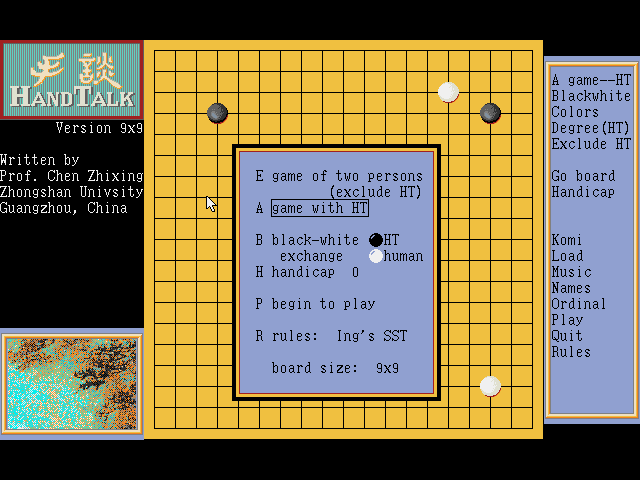 手談
HANDTALK
Version 9x9
Written by
Prof. Chen Zhixing
Zhongshan Univsity
Guangzhou, China
E game of two persons
(exclude HT)
A game with HT
B black-white HT
exchange human
H handicap 0
P begin to play
R rules: Ing's SST
board size: 9x9
A game--HT
Blackwhite
Colors
Degree(HT)
Exclude HT
Go board
Handicap
Komi
Load
Music
Names
Ordinal
Play
Quit
Rules